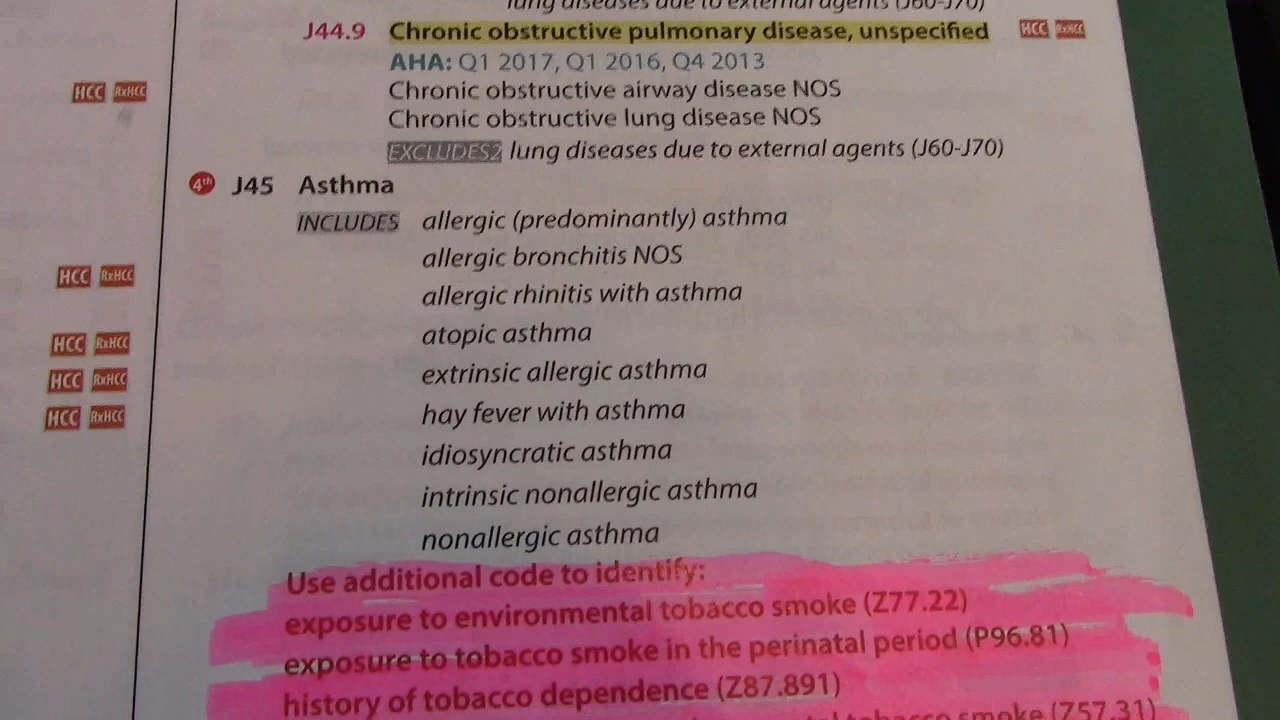 lung diseases due to external agents (J60-J70)
J44.9 Chronic obstructive pulmonary disease, unspecified HCC RxHCC
AHA: Q1 2017, Q1 2016, Q4 2013
HCC RxHCC Chronic obstructive airway disease NOS
Chronic obstructive lung disease NOS
EXCLUDES2 lung diseases due to external agents (J60-J70)
4th J45 Asthma
INCLUDES allergic (predominantly) asthma
allergic bronchitis NOS
HCC RxHCC
allergic rhinitis with asthma
HCC RxHCC atopic asthma
HCC RxHCC extrinsic allergic asthma
HCC RxHCC hay fever with asthma
idiosyncratic asthma
intrinsic nonallergic asthma
nonallergic asthma
Use additional code to identify:
exposure to environmental tobacco smoke (Z77.22)
exposure to tobacco smoke in the perinatal period (P96.81)
history of tobacco dependence (Z87.891)
tobacco smoke (Z57.31)